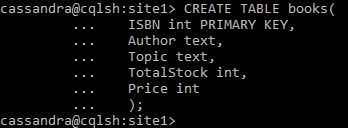 cassandra@cqlsh:site1> CREATE TABLE books(
... ISBN int PRIMARY KEY,
... Author text,
... Topic text,
... TotalStock int,
... Price int
... );
cassandra@cqlsh:site1>